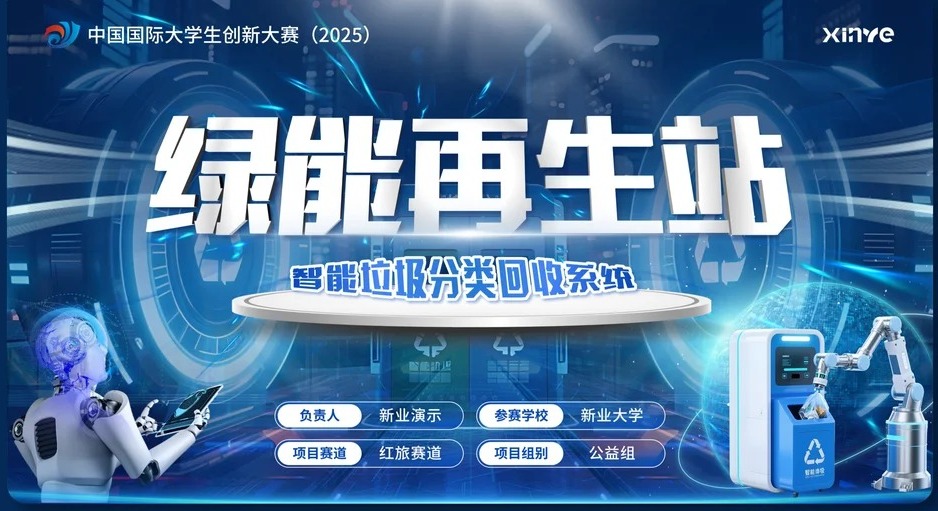 中国国际大学生创新大赛（2025）
xinye
绿能再生站
智能垃圾分类回收系统
负责人 新业演示
参赛学校 新业大学
项目赛道 红旅赛道
项目组别 公益组